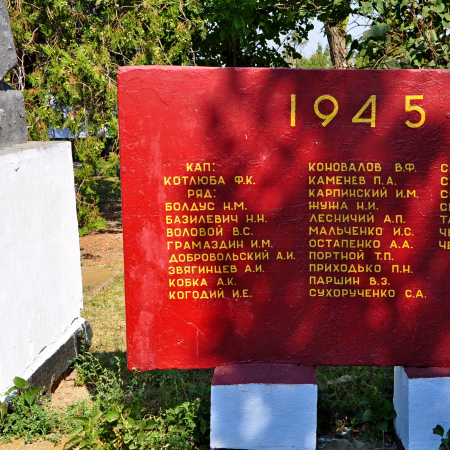 1945
КАП:
КОТЛЮБА Ф.К.
РЯД:
БОЛДУС Н.М.
БАЗИЛЕВИЧ Н.Н.
ВОЛОВОЙ В.С.
ГРАМАЗДИН И.М.
ДОБРОВОЛЬСКИЙ А.И.
ЗВЯГИНЦЕВ А.И.
КОБКА А.К.
КОГОДИЙ И.Е.
КОНОВАЛОВ В.Ф.
КАМЕНЕВ П.А.
КАРПИНСКИЙ И.М.
ЖУЖА Н.И.
ЛЕСНИЧИЙ А.П.
МАЛЬЧЕНКО И.С.
ОСТАПЕНКО А.А.
ПОРТНОЙ Т.П.
ПРИХОДЬКО П.Н.
ПАРШИН В.З.
СУХОРУЧЕНКО С.А.